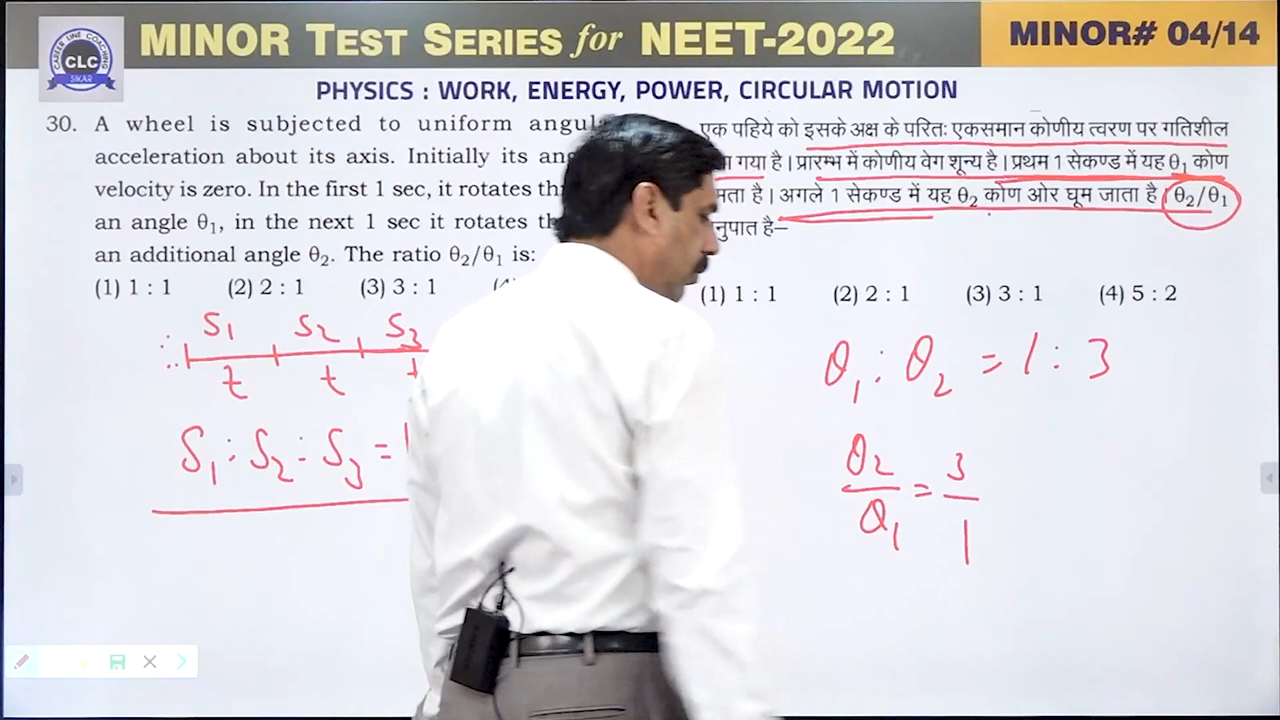 CAREER LINE COACHING
CLC
SIKAR
MINOR TEST SERIES for NEET-2022
MINOR# 04/14
PHYSICS : WORK, ENERGY, POWER, CIRCULAR MOTION
30. A wheel is subjected to uniform
acceleration about its axis. Initially its
velocity is zero. In the first 1 sec, it rotates
an angle θ₁, in the next 1 sec it rotates
an additional angle θ₂. The ratio θ₂/θ₁ is:
(1) 1 : 1 (2) 2 : 1 (3) 3 : 1
एक पहिये को इसके अक्ष के परितः एकसमान कोणीय त्वरण पर गतिशील
गया है। प्रारम्भ में कोणीय वेग शून्य है। प्रथम 1 सेकण्ड में यह θ₁ कोण
है। अगले 1 सेकण्ड में यह θ₂ कोण ओर घूम जाता है। θ₂/θ₁
है–
(1) 1 : 1 (2) 2 : 1 (3) 3 : 1 (4) 5 : 2
S₁ S₂ S₃
t t
S₁ : S₂ : S₃ =
θ₁ : θ₂ = 1 : 3
θ₂/θ₁ = 3/1